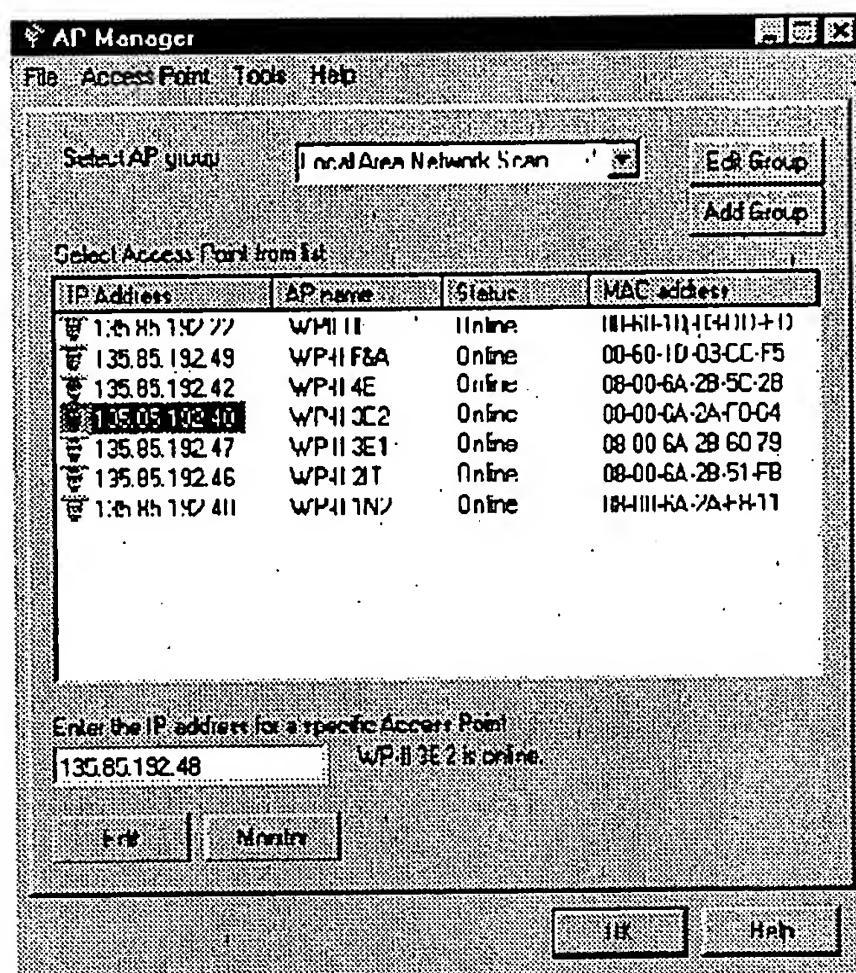 AP Manager
File Access Point Tools Help
Select AP group Local Area Network Scan Edit Group
Add Group
Select Access Point from list
IP Address AP name Status MAC address
Online
135.85.192.49 WP-II F&A Online 00-60-1D-03-CC-F5
135.85.192.42 WP-II 4E Online 08-00-6A-2B-5C-2B
WP-II 3E2 Online
135.85.192.47 WP-II 3E1 Online 08 00 6A 2B 60 79
135.85.192.46 Online 08-00-6A-2B-51-FB
WP-II 1N2 Online
Enter the IP address for a specific Access Point
135.85.192.48 WP-II 3E2 is online.
Edit Monitor
OK Help